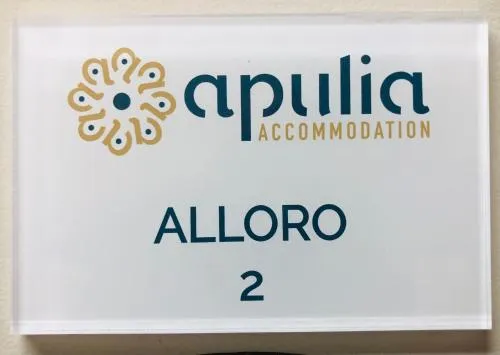 apulia
ACCOMMODATION
ALLORO
2